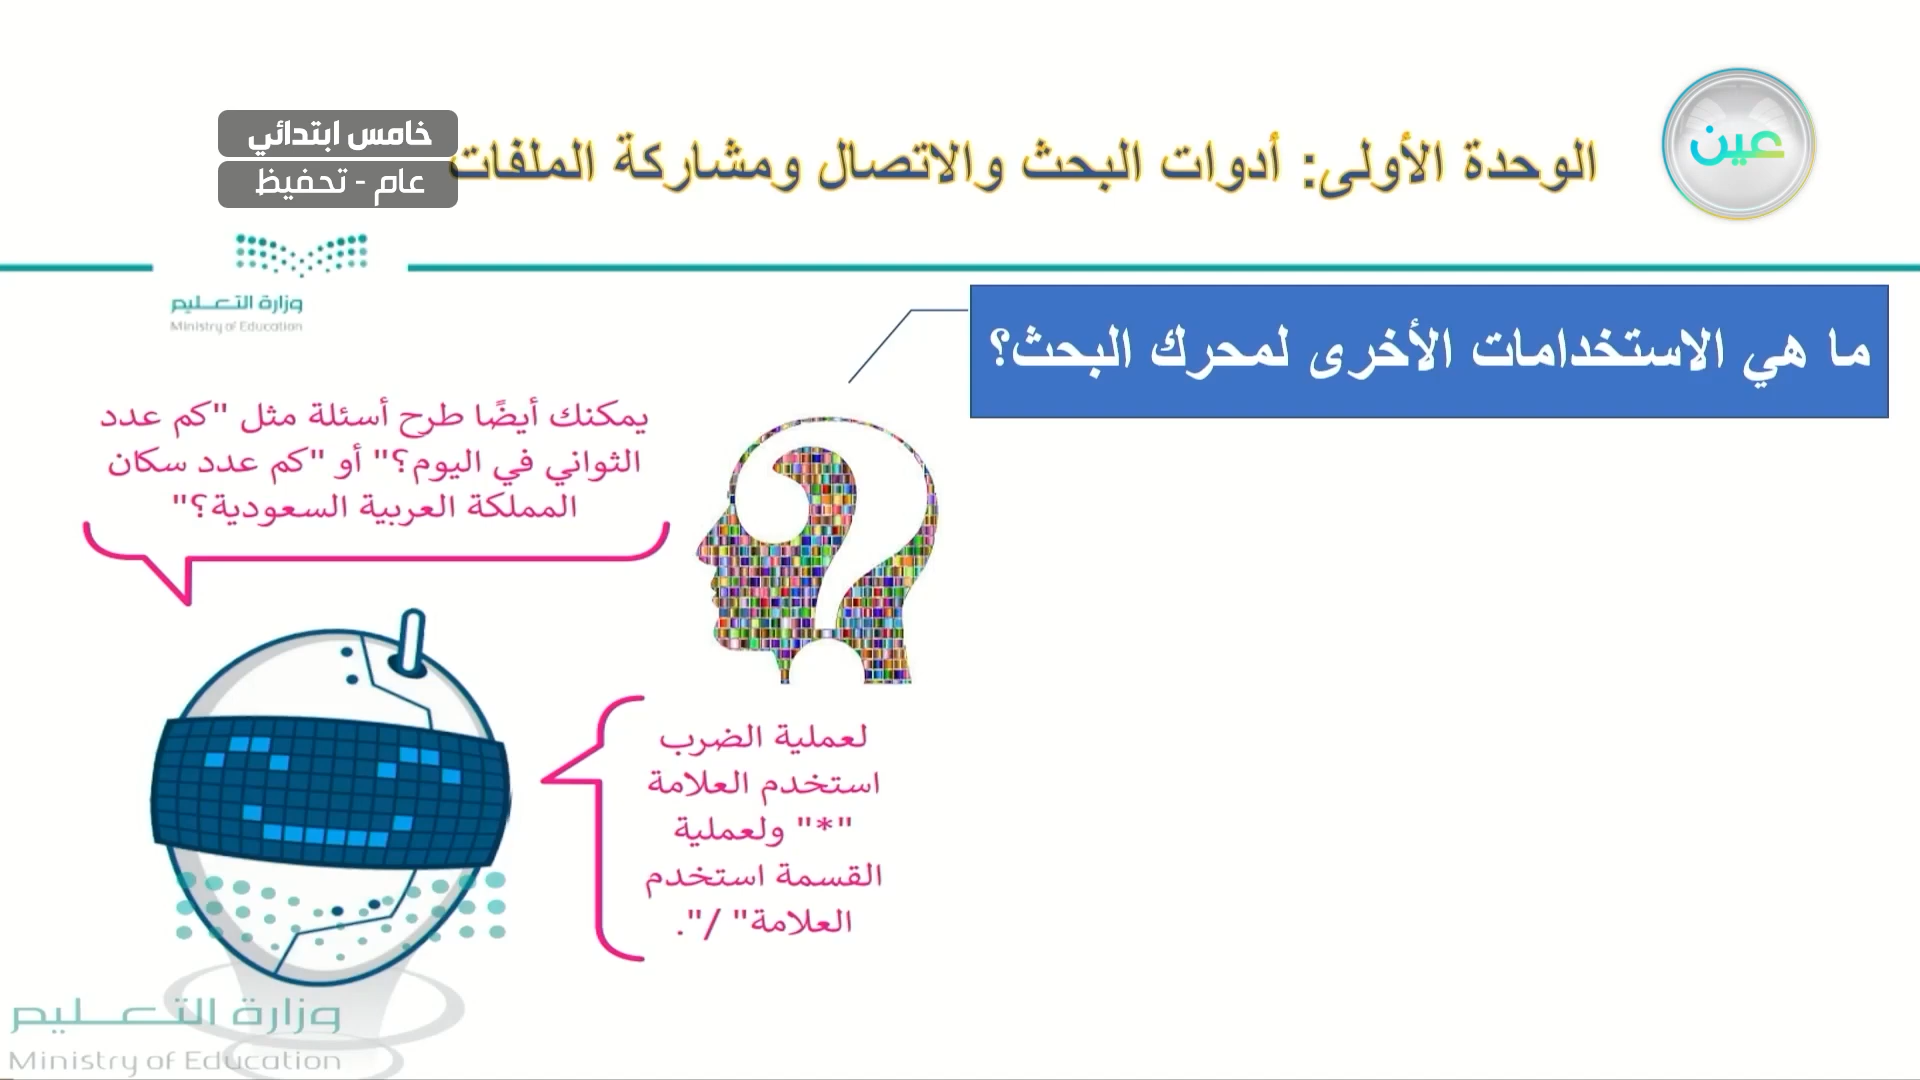 عين
الوحدة الأولى: أدوات البحث والاتصال ومشاركة الملفات
خامس ابتدائي
عام - تحفيظ
وزارة التعليم
Ministry of Education
ما هي الاستخدامات الأخرى لمحرك البحث؟
يمكنك أيضًا طرح أسئلة مثل "كم عدد
الثواني في اليوم؟" أو "كم عدد سكان
المملكة العربية السعودية؟"
لعملية الضرب
استخدم العلامة
"*" ولعملية
القسمة استخدم
العلامة" /".
وزارة التعليم
Ministry of Education